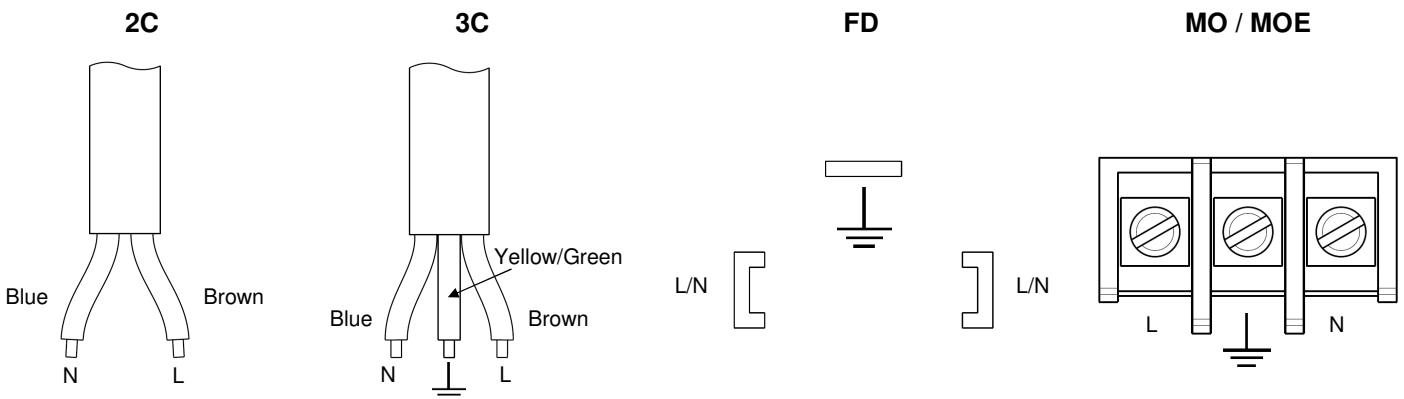 2C
Blue
Brown
N
L
3C
Yellow/Green
Blue
Brown
N
L
FD
L/N
L/N
MO / MOE
L
N